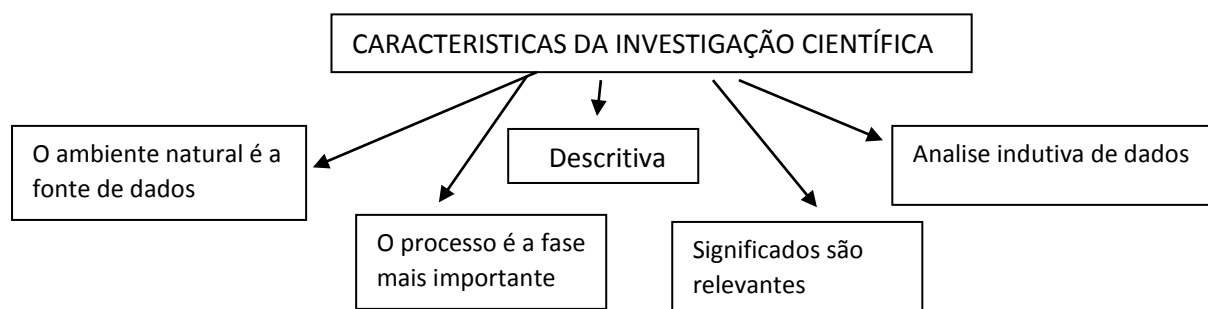 CARACTERISTICAS DA INVESTIGAÇÃO CIENTÍFICA
O ambiente natural é a
fonte de dados
Descritiva
Analise indutiva de dados
O processo é a fase
mais importante
Significados são
relevantes